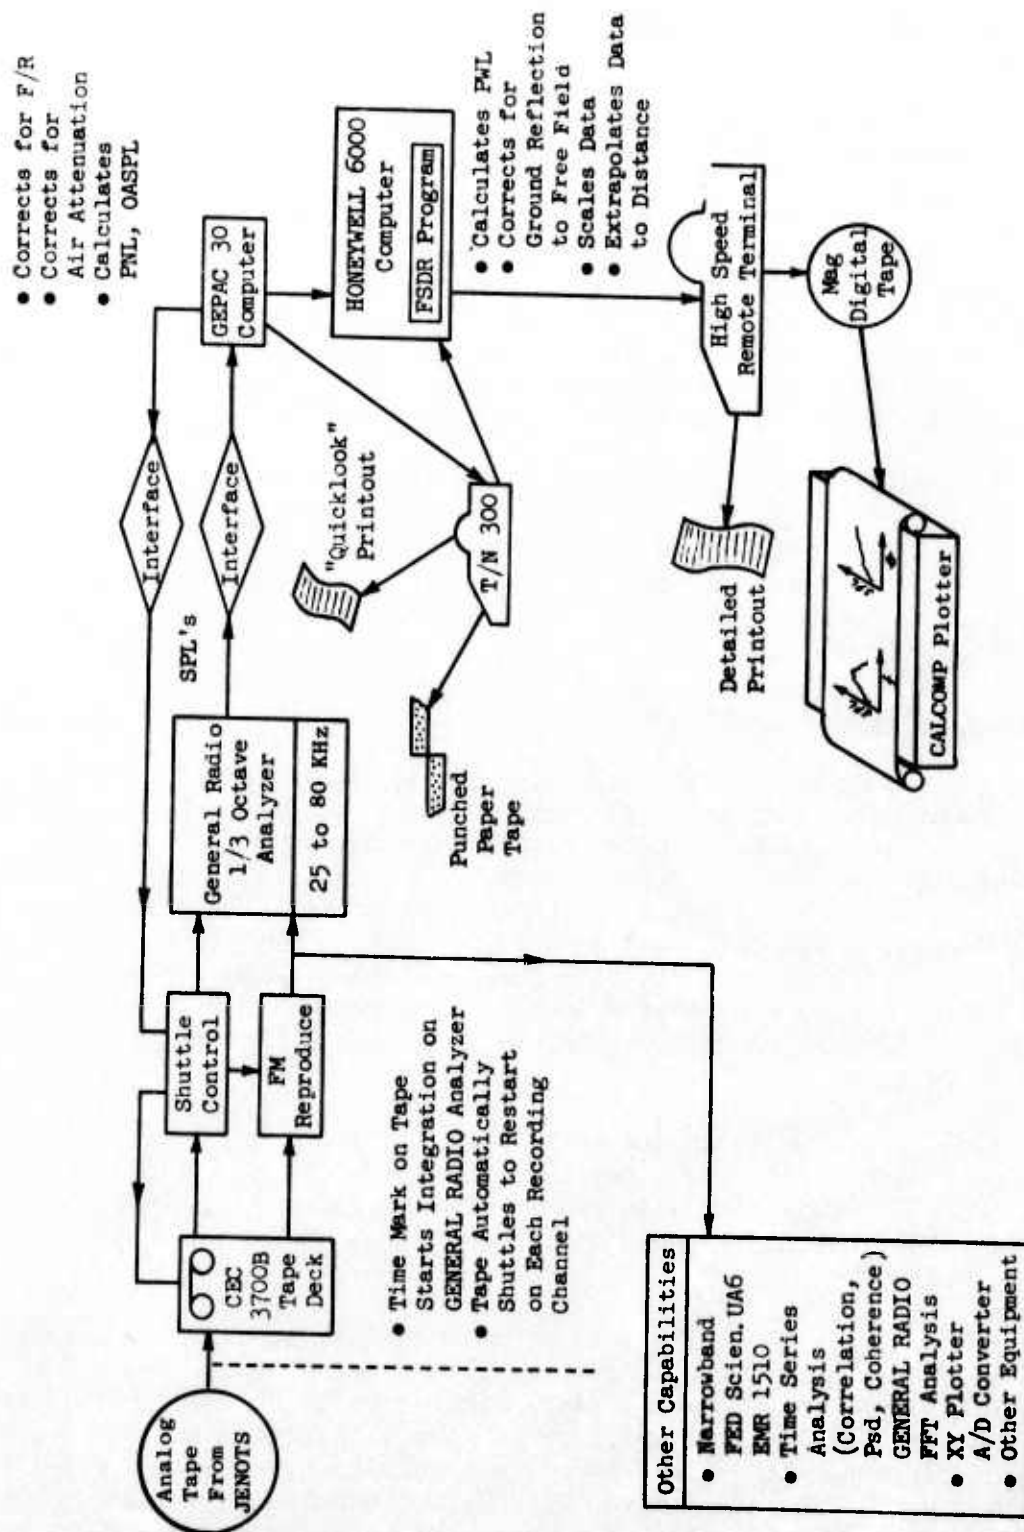 Analog
Tape
From
JENOTS
CEC
3700B
Tape
Deck
Shuttle
Control
FM
Reproduce
General Radio
1/3 Octave
Analyzer
25 to 80 KHz
SPL's
Interface
Interface
GEPAC 30
Computer
• Corrects for F/R
• Corrects for
Air Attenuation
• Calculates
PNL, OASPL
• Time Mark on Tape
Starts Integration on
GENERAL RADIO Analyzer
• Tape Automatically
Shuttles to Restart
on Each Recording
Channel
"Quicklook"
Printout
HONEYWELL 6000
Computer
FSDR Program
Punched
Paper
Tape
T/N 300
• Calculates PWL
• Corrects for
Ground Reflection
to Free Field
• Scales Data
• Extrapolates Data
to Distance
Other Capabilities
• Narrowband
FED Scien. UA6
EMR 1510
• Time Series
Analysis
(Correlation,
Psd, Coherence)
GENERAL RADIO
FFT Analysis
• XY Plotter
A/D Converter
• Other Equipment
Detailed
Printout
High Speed
Remote Terminal
CALCOMP Plotter
Mag
Digital
Tape